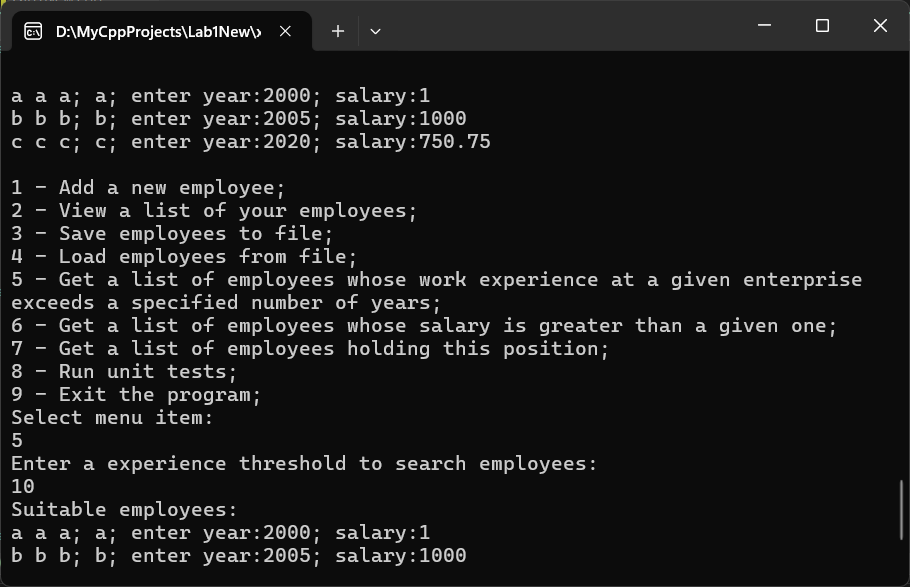 D:\MyCppProjects\Lab1New\x
a a a; a; enter year:2000; salary:1
b b b; b; enter year:2005; salary:1000
c c c; c; enter year:2020; salary:750.75
1 - Add a new employee;
2 - View a list of your employees;
3 - Save employees to file;
4 - Load employees from file;
5 - Get a list of employees whose work experience at a given enterprise
exceeds a specified number of years;
6 - Get a list of employees whose salary is greater than a given one;
7 - Get a list of employees holding this position;
8 - Run unit tests;
9 - Exit the program;
Select menu item:
5
Enter a experience threshold to search employees:
10
Suitable employees:
a a a; a; enter year:2000; salary:1
b b b; b; enter year:2005; salary:1000